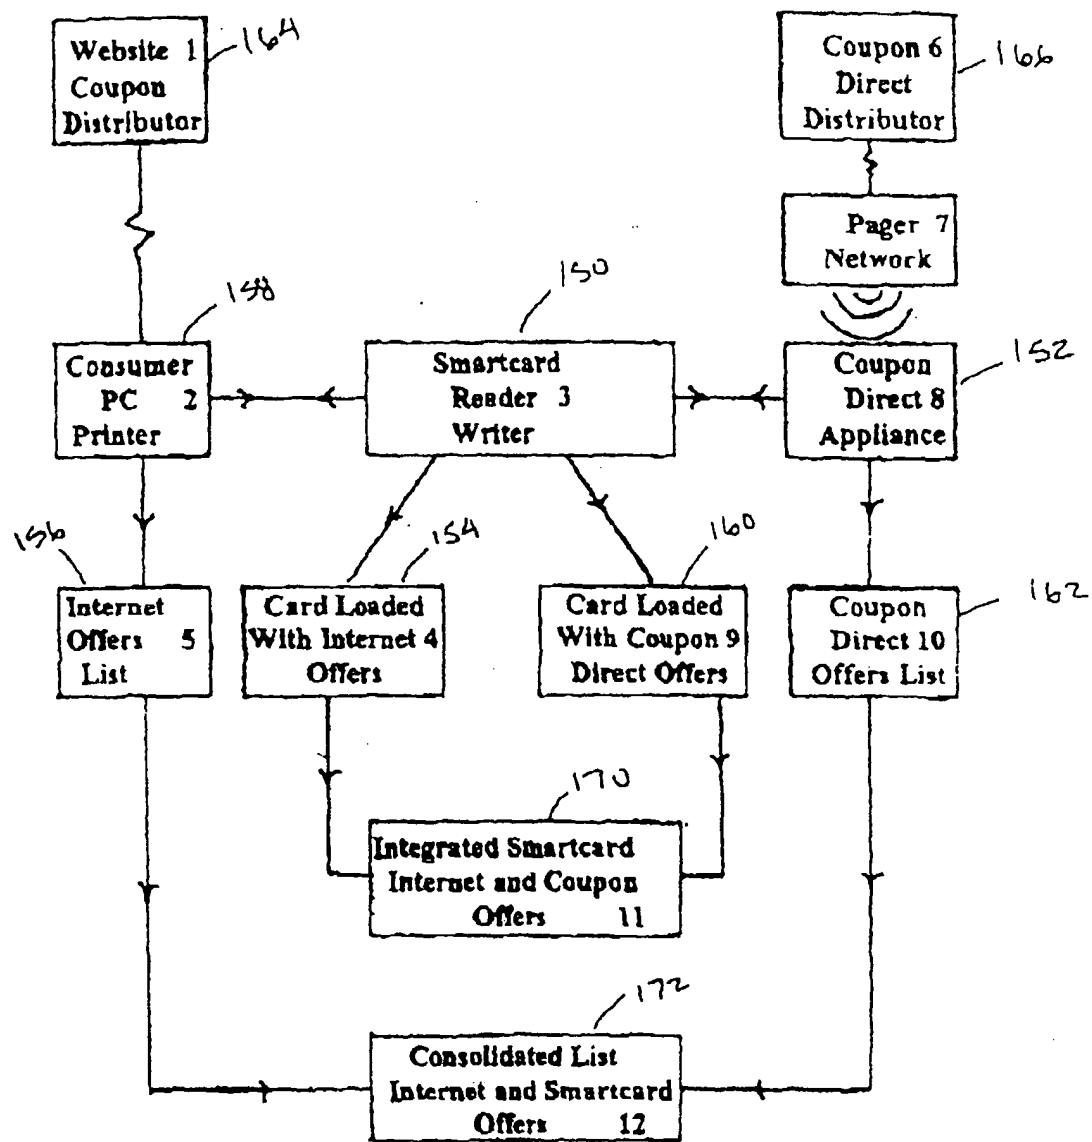 Website 1
Coupon
Distributor
164
Coupon 6
Direct
Distributor
166
Pager 7
Network
158
150
Consumer
PC 2
Printer
Smartcard
Reader 3
Writer
Coupon
Direct 8
Appliance
152
156
154
160
162
Internet
Offers 5
List
Card Loaded
With Internet 4
Offers
Card Loaded
With Coupon 9
Direct Offers
Coupon
Direct 10
Offers List
170
Integrated Smartcard
Internet and Coupon
Offers 11
172
Consolidated List
Internet and Smartcard
Offers 12